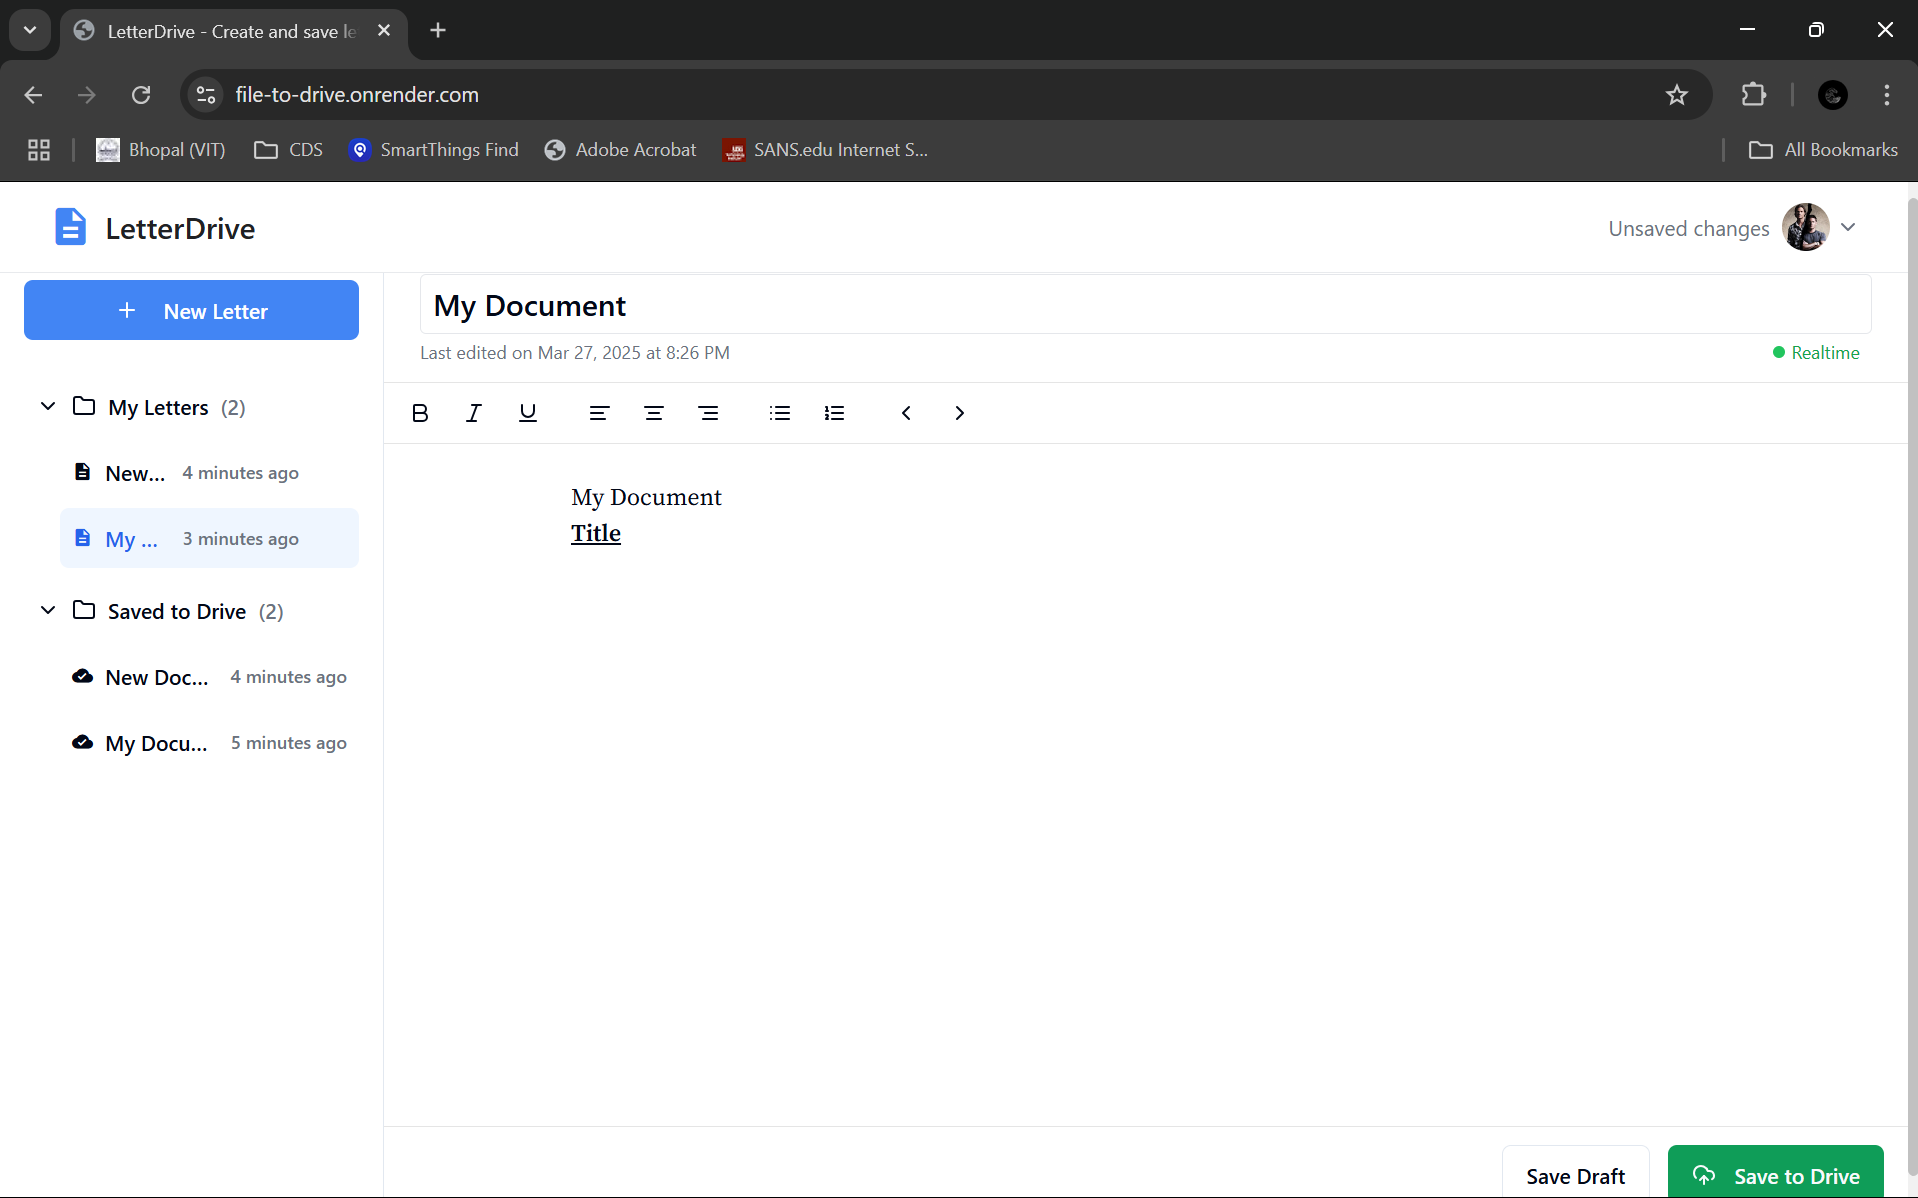 LetterDrive - Create and save le
file-to-drive.onrender.com
Bhopal (VIT)
CDS
SmartThings Find
Adobe Acrobat
SANS.edu Internet S...
All Bookmarks
LetterDrive
Unsaved changes
New Letter
My Letters (2)
New... 4 minutes ago
My ... 3 minutes ago
Saved to Drive (2)
New Doc... 4 minutes ago
My Docu... 5 minutes ago
My Document
Last edited on Mar 27, 2025 at 8:26 PM
Realtime
My Document
Title
Save Draft
Save to Drive